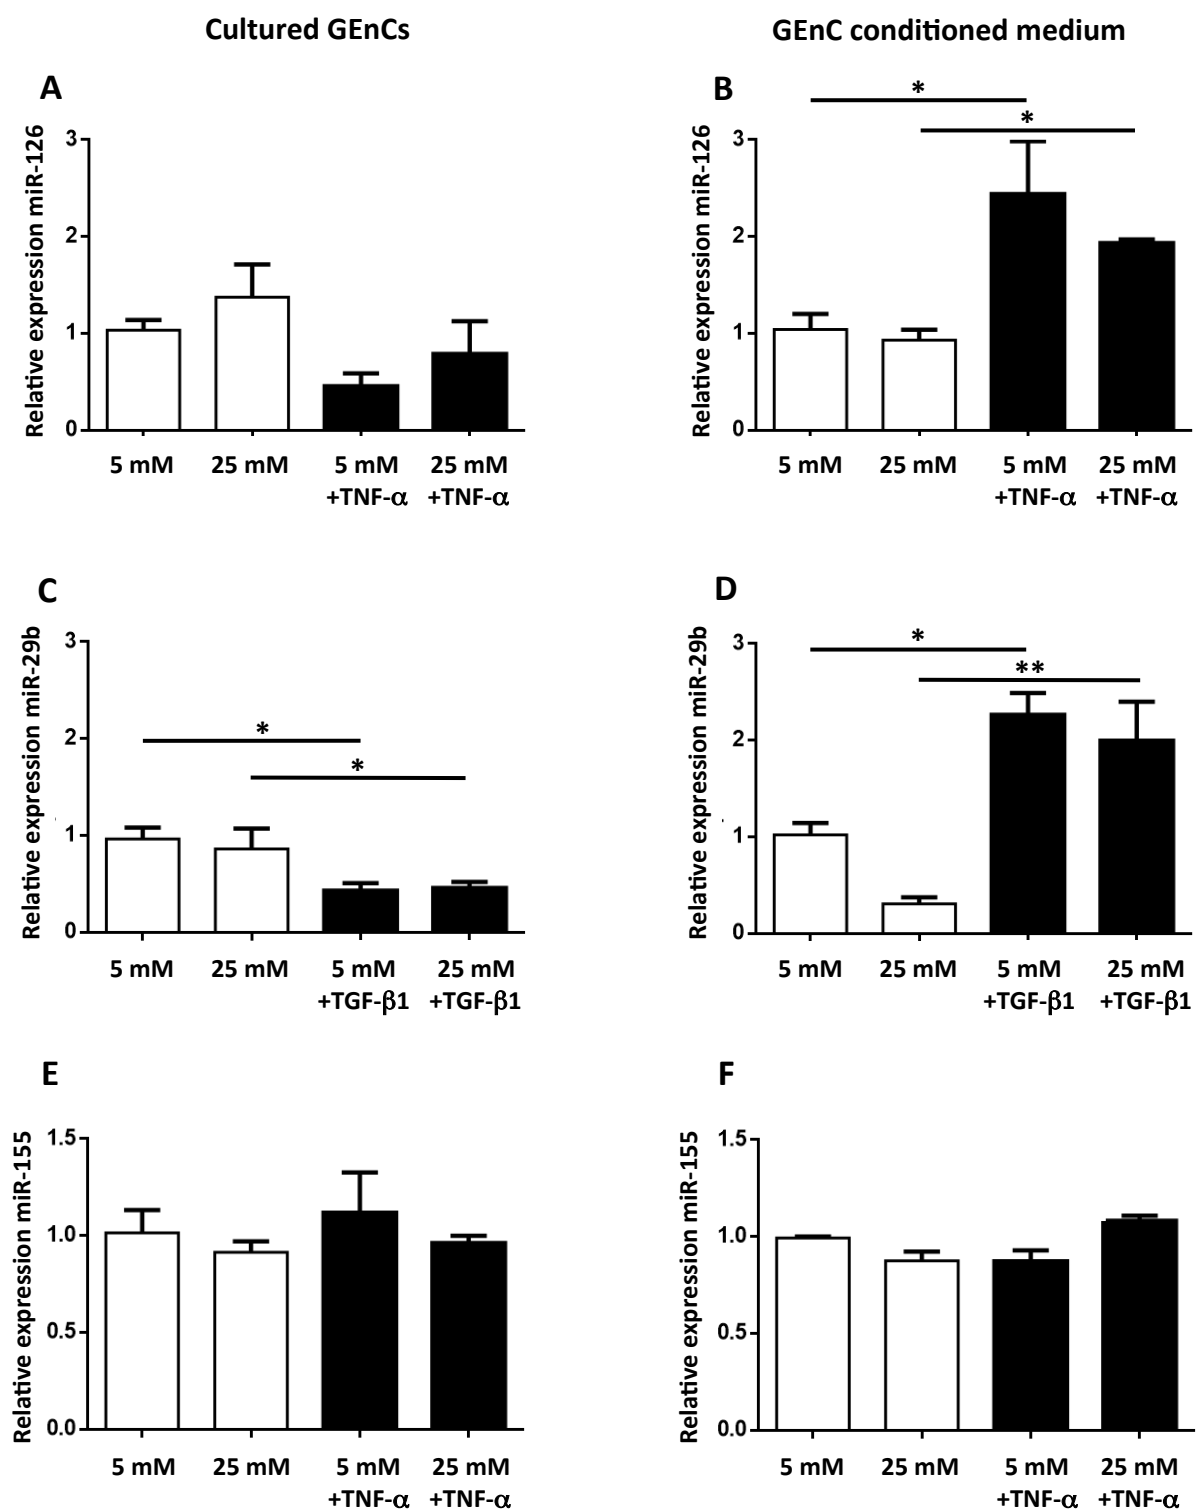 Cultured GEnCs
GEnC conditioned medium
A
Relative expression miR-126
3
2
1
0
5 mM
25 mM
5 mM
+TNF-α
25 mM
+TNF-α
B
Relative expression miR-126
*
*
3
2
1
0
5 mM
25 mM
5 mM
+TNF-α
25 mM
+TNF-α
C
Relative expression miR-29b
3
2
1
0
*
*
5 mM
25 mM
5 mM
+TGF-β1
25 mM
+TGF-β1
D
Relative expression miR-29b
3
2
1
0
*
**
5 mM
25 mM
5 mM
+TGF-β1
25 mM
+TGF-β1
E
Relative expression miR-155
1.5
1.0
0.5
0.0
5 mM
25 mM
5 mM
+TNF-α
25 mM
+TNF-α
F
Relative expression miR-155
1.5
1.0
0.5
0.0
5 mM
25 mM
5 mM
+TNF-α
25 mM
+TNF-α